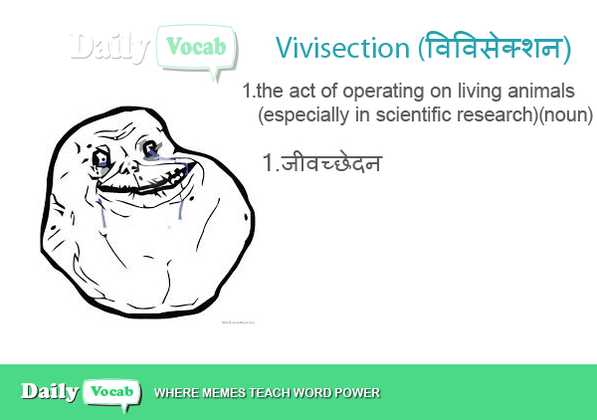 Daily Vocab
Vivisection (विविसेक्शन)
1.the act of operating on living animals
(especially in scientific research)(noun)
1.जीवच्छेदन
Daily Vocab WHERE MEMES TEACH WORD POWER